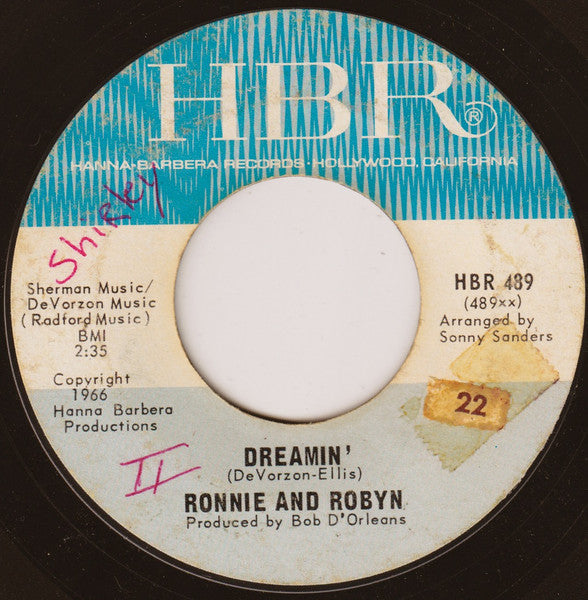 HBR®
HANNA-BARBERA RECORDS · HOLLYWOOD, CALIFORNIA
Shirley
Sherman Music/
DeVorzon Music
(Radford Music)
BMI
2:35
Copyright
1966
Hanna Barbera
Productions
HBR 489
(489xx)
Arranged by
Sonny Sanders
22
II
DREAMIN'
(DeVorzon-Ellis)
RONNIE AND ROBYN
Produced by Bob D'Orleans